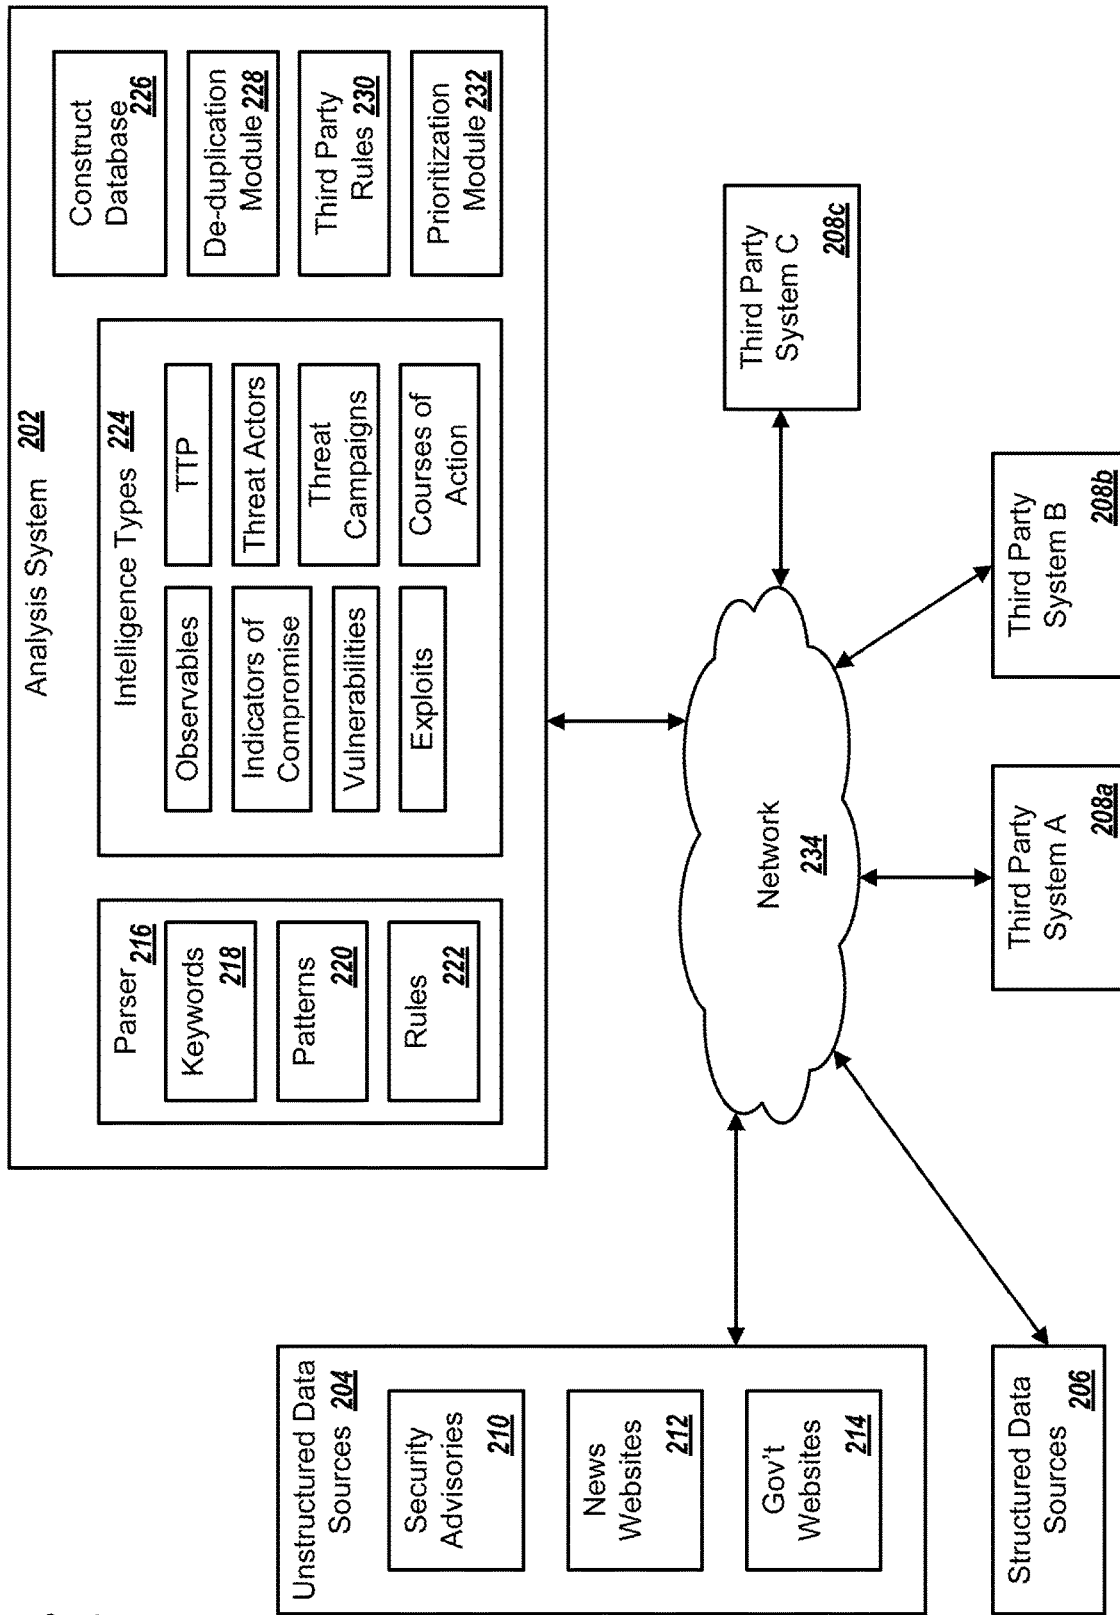 Analysis System 202
Parser
216
Keywords
218
Patterns
220
Rules
222
Intelligence Types 224
Observables
Indicators of
Compromise
Vulnerabilities
Exploits
TTP
Threat Actors
Threat
Campaigns
Courses of
Action
Construct
Database
226
De-duplication
Module 228
Third Party
Rules 230
Prioritization
Module 232
Unstructured Data
Sources 204
Security
Advisories
210
News
Websites
212
Gov't
Websites
214
Structured Data
Sources
206
Network
234
Third Party
System A
208a
Third Party
System B
208b
Third Party
System C
208c